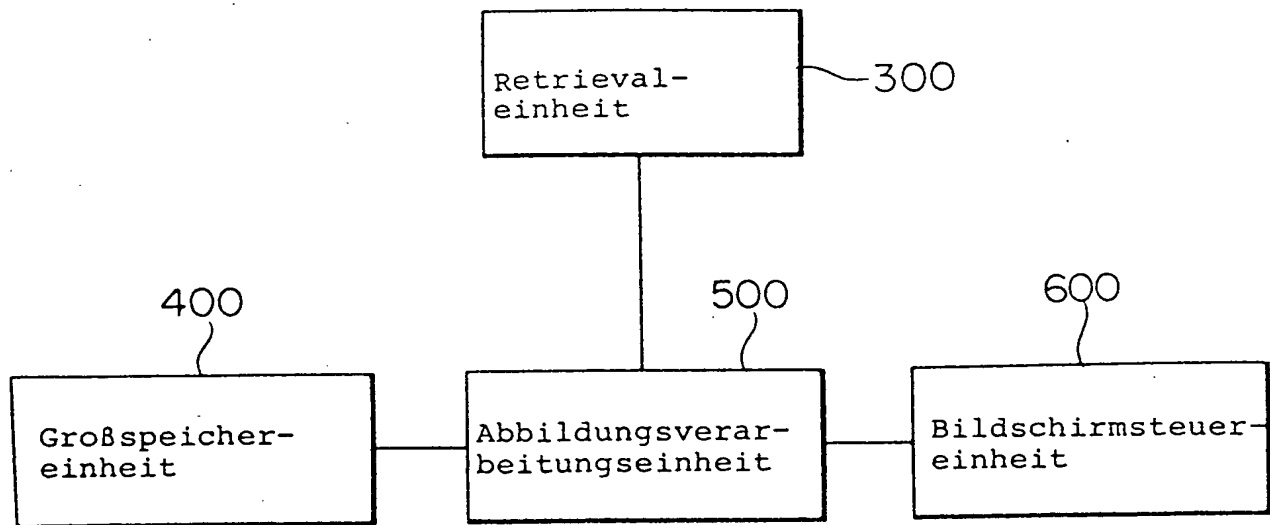 Retrieval-
einheit
300
400
500
600
Großspeicher-
einheit
Abbildungsverar-
beitungseinheit
Bildschirmsteuer-
einheit